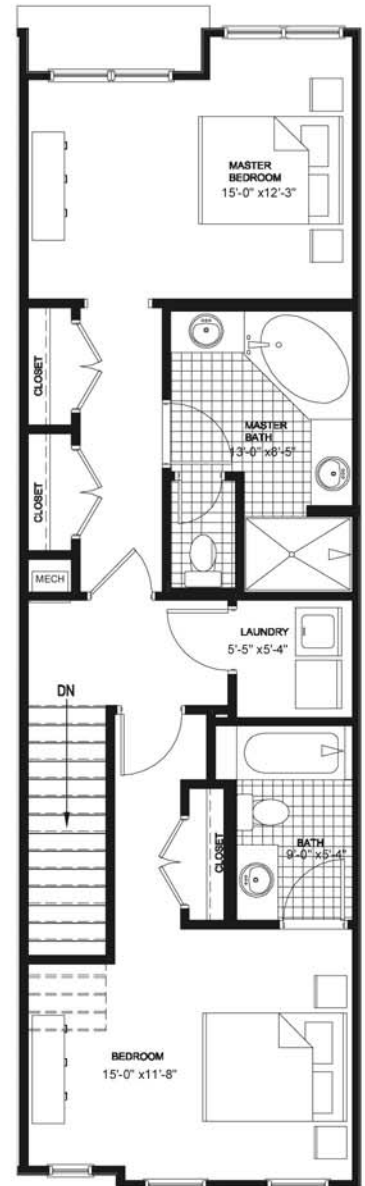 MASTER
BEDROOM
15'-0" x12'-3"
CLOSET
MASTER
BATH
13'-0" x8'-5"
CLOSET
MECH
LAUNDRY
5'-5" x5'-4"
DN
CLOSET
BATH
9'-0" x5'-4"
BEDROOM
15'-0" x11'-8"